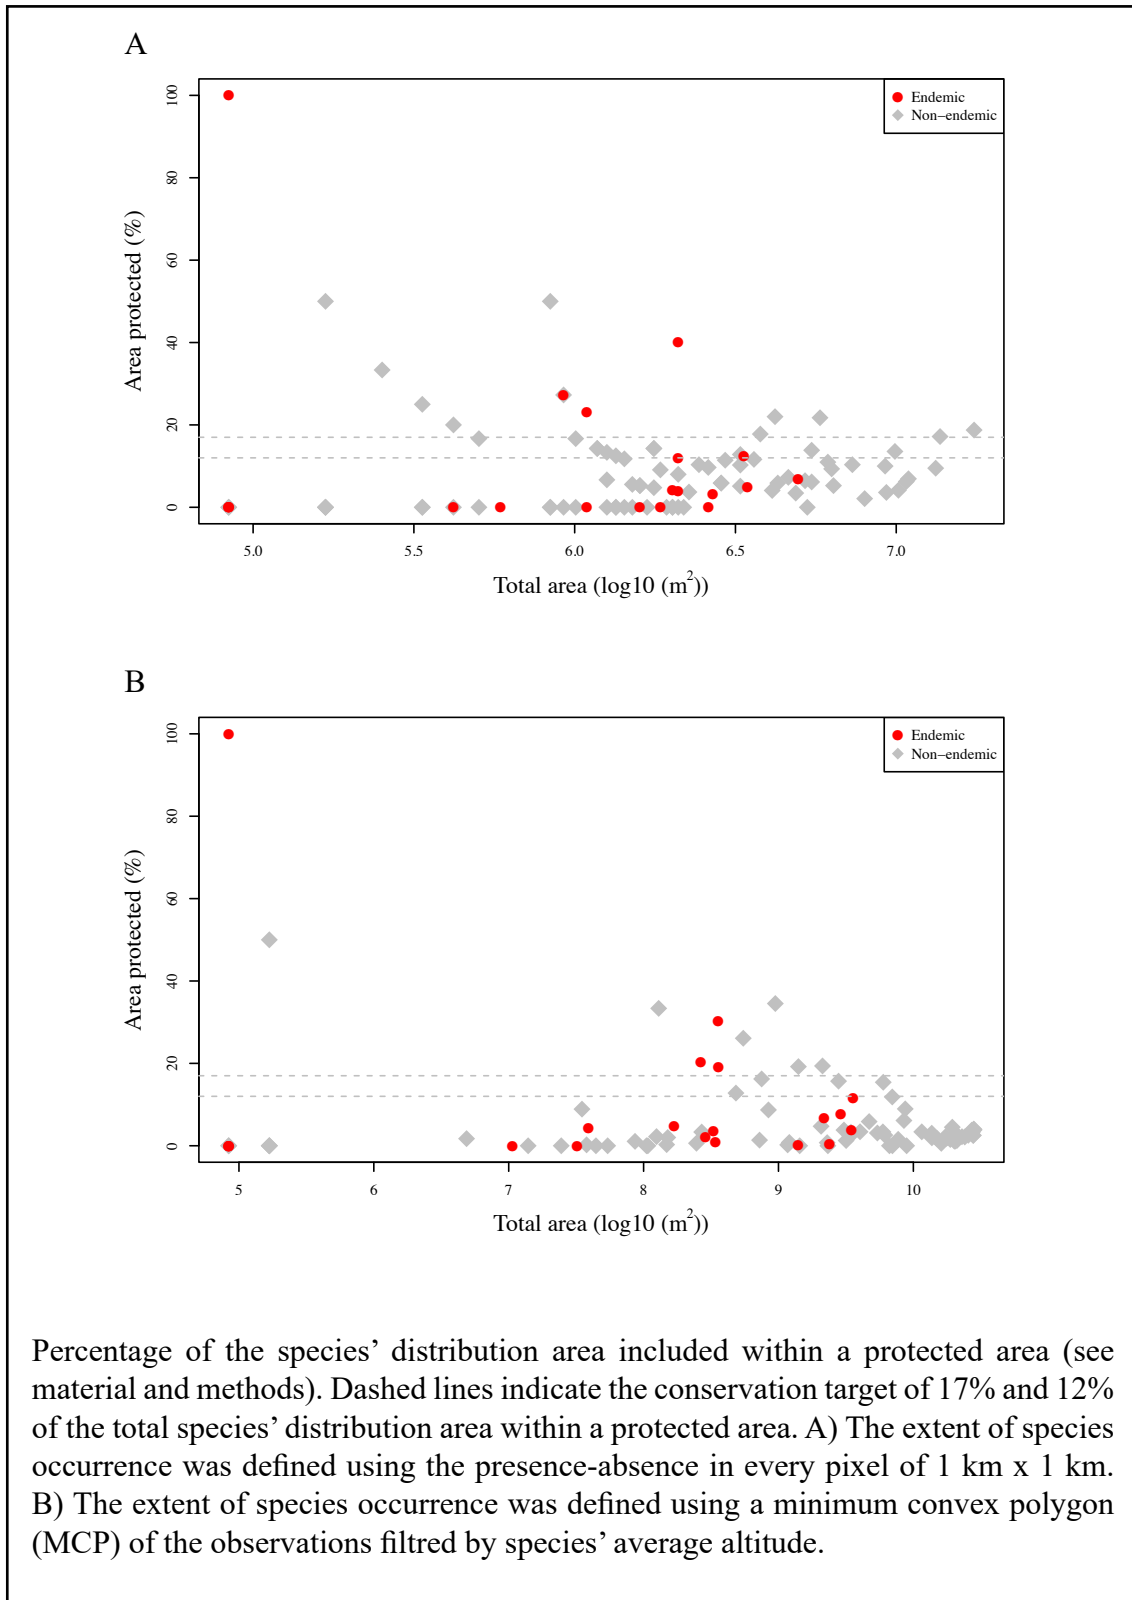 A
Endemic
Non−endemic
100
80
60
40
20
0
Area protected (%)
5.0 5.5 6.0 6.5 7.0
Total area (log10 (m²))
B
Endemic
Non−endemic
100
80
60
40
20
0
Area protected (%)
5 6 7 8 9 10
Total area (log10 (m²))
Percentage of the species’ distribution area included within a protected area (see
material and methods). Dashed lines indicate the conservation target of 17% and 12%
of the total species’ distribution area within a protected area. A) The extent of species
occurrence was defined using the presence-absence in every pixel of 1 km x 1 km.
B) The extent of species occurrence was defined using a minimum convex polygon
(MCP) of the observations filtred by species’ average altitude.